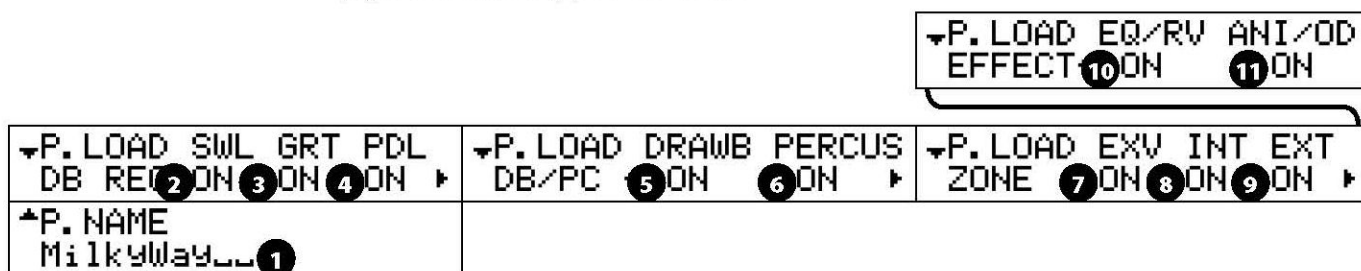 P.LOAD EQ/RV ANI/OD
EFFECT 10 ON 11 ON
P.LOAD SWL GRT PDL
DB REG 2 ON 3 ON 4 ON
P.LOAD DRAWB PERCUS
DB/PC 5 ON 6 ON
P.LOAD EXV INT EXT
ZONE 7 ON 8 ON 9 ON
P.NAME
MilkyWay␣␣ 1